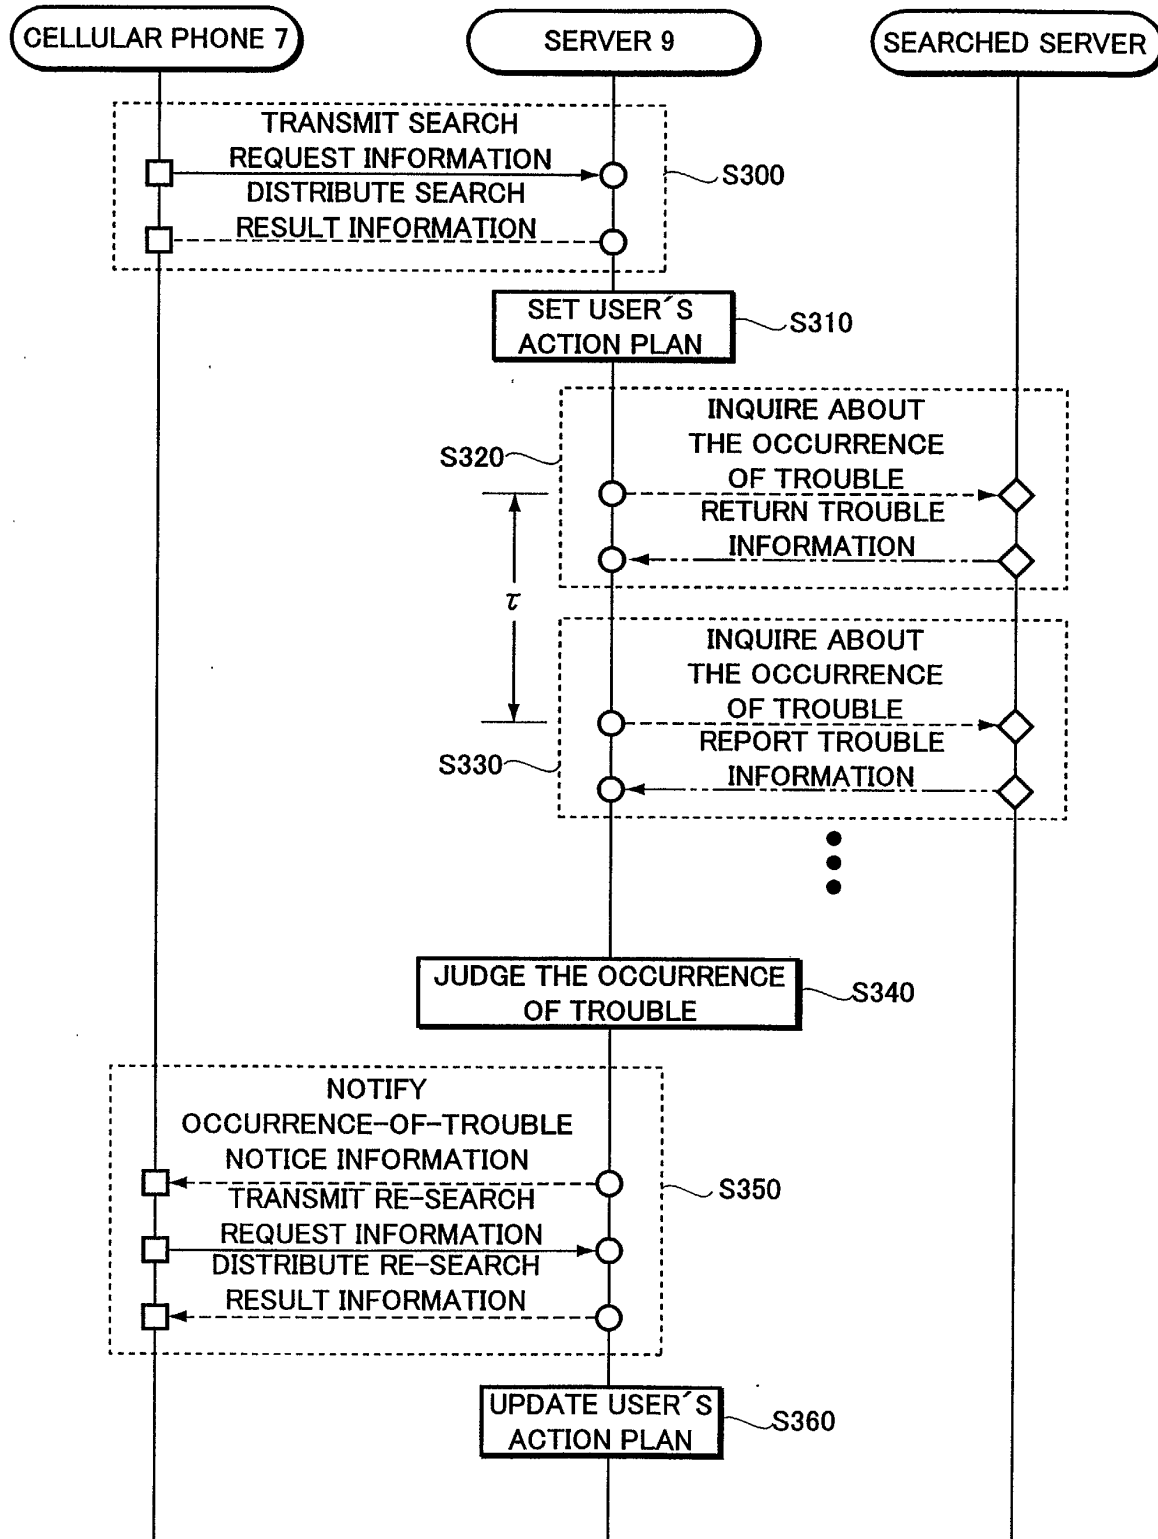 CELLULAR PHONE 7
SERVER 9
SEARCHED SERVER
TRANSMIT SEARCH
REQUEST INFORMATION
DISTRIBUTE SEARCH
RESULT INFORMATION
S300
SET USER´S
ACTION PLAN
S310
INQUIRE ABOUT
THE OCCURRENCE
OF TROUBLE
S320
RETURN TROUBLE
INFORMATION
τ
INQUIRE ABOUT
THE OCCURRENCE
OF TROUBLE
REPORT TROUBLE
S330
INFORMATION
JUDGE THE OCCURRENCE
OF TROUBLE
S340
NOTIFY
OCCURRENCE-OF-TROUBLE
NOTICE INFORMATION
S350
TRANSMIT RE-SEARCH
REQUEST INFORMATION
DISTRIBUTE RE-SEARCH
RESULT INFORMATION
UPDATE USER´S
ACTION PLAN
S360